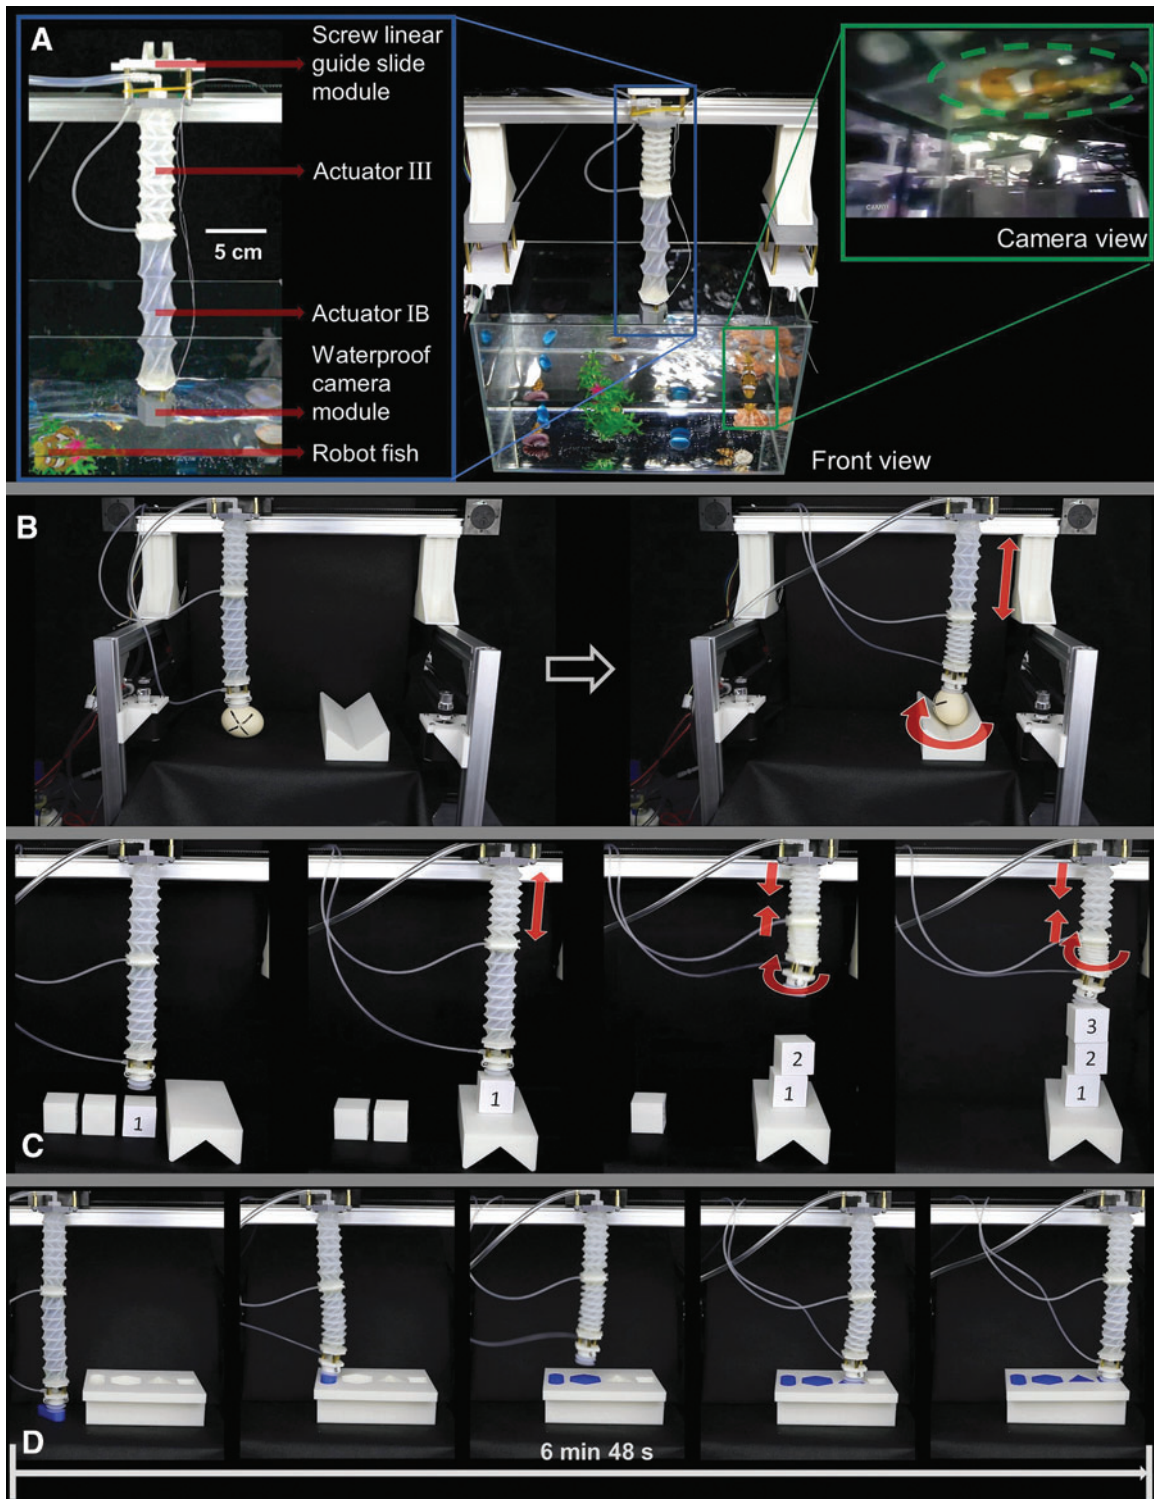 A
Screw linear
guide slide
module
Actuator III
5 cm
Actuator IB
Waterproof
camera
module
Robot fish
Front view
Camera view
B
C
1
1
2
1
3
2
1
D
6 min 48 s